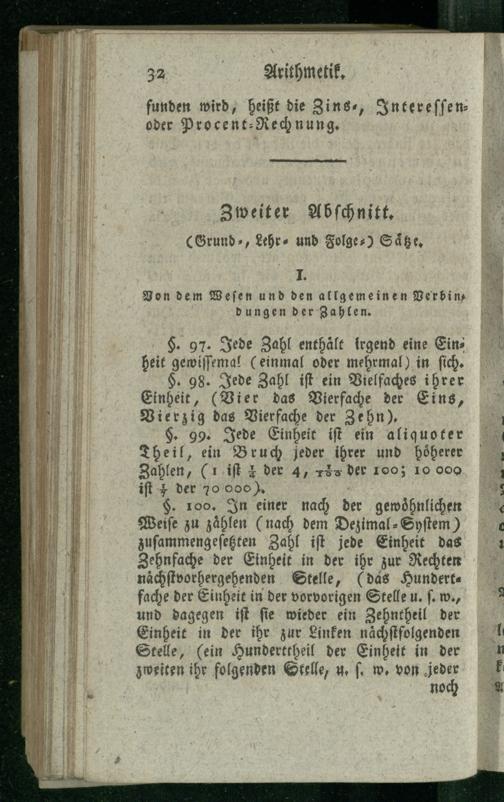 32 Arithmetik.
funden wird, heißt die Zins-, Interessen-
oder Procent-Rechnung.
Zweiter Abschnitt.
(Grund-, Lehr- und Folge-) Sätze.
I.
Von dem Wesen und den allgemeinen Verbin-
dungen der Zahlen.
§. 97. Jede Zahl enthält irgend eine Ein-
heit gewissemal (einmal oder mehrmal) in sich.
§. 98. Jede Zahl ist ein Vielfaches ihrer
Einheit, (Vier das Vierfache der Eins,
Vierzig das Vierfache der Zehn).
§. 99. Jede Einheit ist ein aliquoter
Theil, ein Bruch jeder ihrer und höherer
Zahlen, (1 ist ¼ der 4, 1/100 der 100; 10 000
ist 1/7 der 70 000).
§. 100. In einer nach der gewöhnlichen
Weise zu zählen (nach dem Dezimal-System)
zusammengesetzten Zahl ist jede Einheit das
Zehnfache der Einheit in der ihr zur Rechten
nächstvorhergehenden Stelle, (das Hundert-
fache der Einheit in der vorvorigen Stelle u. s. w.,
und dagegen ist sie wieder ein Zehntheil der
Einheit in der ihr zur Linken nächstfolgenden
Stelle, (ein Hunderttheil der Einheit in der
zweiten ihr folgenden Stelle, u. s. w. von jeder
noch